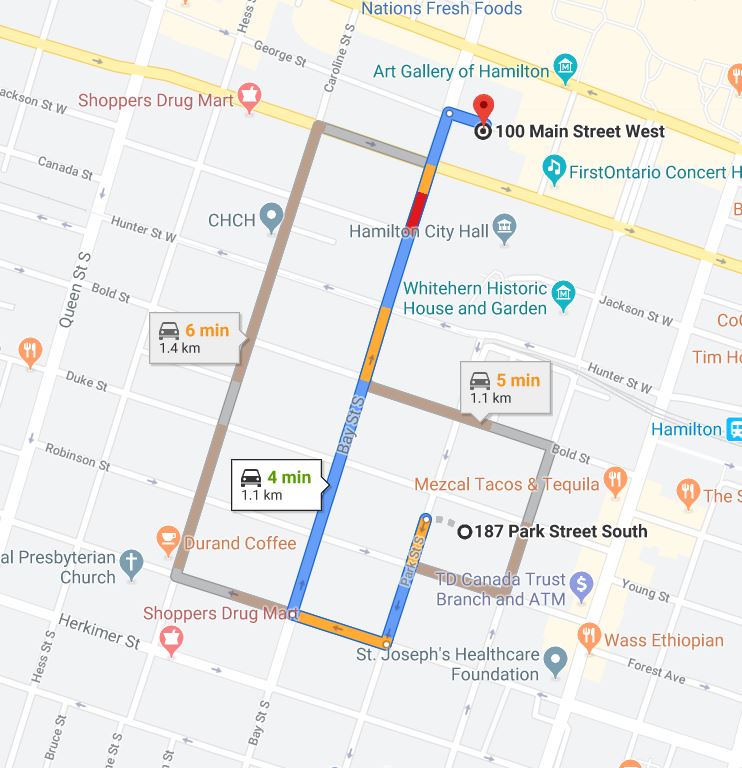 Nations Fresh Foods
Hess S
Caroline St S
George St
Art Gallery of Hamilton
Shoppers Drug Mart
ackson St W
100 Main Street West
Canada St
FirstOntario Concert H
CHCH
Hunter St W
Hamilton City Hall
B
Queen St S
Bold St
Whitehern Historic
House and Garden
Jackson St W
CoC
6 min
1.4 km
Tim Ho
Hunter St W
Duke St
5 min
1.1 km
Bay St S
Hamilton
Bold St
Robinson St
4 min
1.1 km
Mezcal Tacos & Tequila
The S
187 Park Street South
Durand Coffee
al Presbyterian
Church
Park St S
TD Canada Trust
Branch and ATM
Young St
Shoppers Drug Mart
Herkimer St
Wass Ethiopian
St. Joseph's Healthcare
Foundation
Forest Ave
Hess St S
Bay St S
Bruce St
ne St S